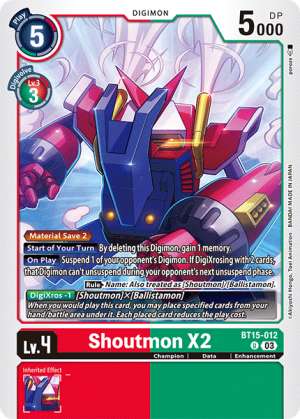 Play
5
DIGIMON
5000
DP
Digivolve
Lv.3
3
Material Save 2
Start of Your Turn By deleting this Digimon, gain 1 memory.
On Play Suspend 1 of your opponent's Digimon. If DigiXrosing with 2 cards,
that Digimon can't unsuspend during your opponent's next unsuspend phase.
Rule Name: Also treated as [Shoutmon]/[Ballistamon].
DigiXros -1 [Shoutmon]×[Ballistamon]
When you would play this card, you may place specified cards from your
hand/battle area under it. Each placed card reduces the play cost.
©Akiyoshi Hongo, Toei Animation · BANDAI MADE IN JAPAN
Lv.4
Shoutmon X2
BT15-012
U 03
Champion
Data
Enhancement
Inherited Effect